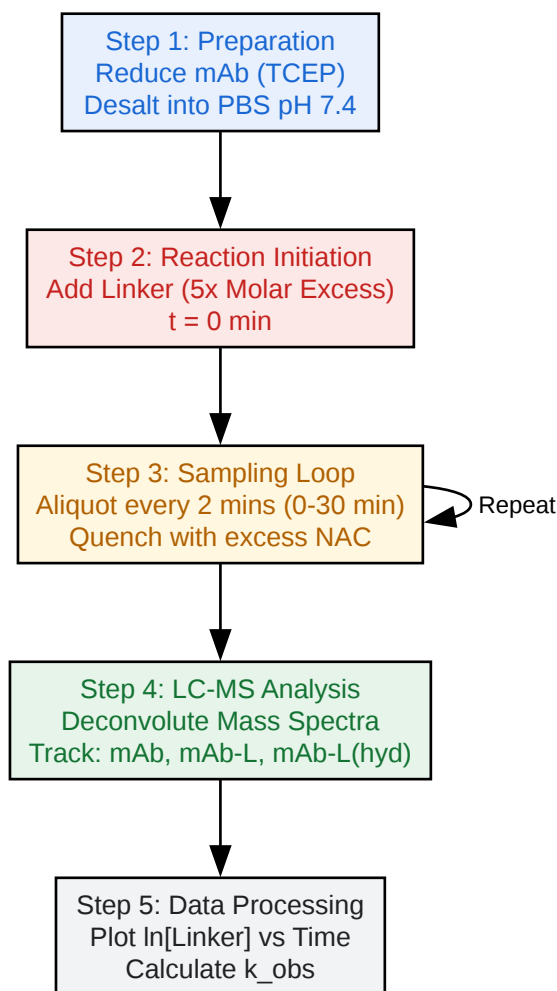 Step 1: Preparation
Reduce mAb (TCEP)
Desalt into PBS pH 7.4
Step 2: Reaction Initiation
Add Linker (5x Molar Excess)
t = 0 min
Step 3: Sampling Loop
Aliquot every 2 mins (0-30 min)
Quench with excess NAC
Repeat
Step 4: LC-MS Analysis
Deconvolute Mass Spectra
Track: mAb, mAb-L, mAb-L(hyd)
Step 5: Data Processing
Plot ln[Linker] vs Time
Calculate k_obs